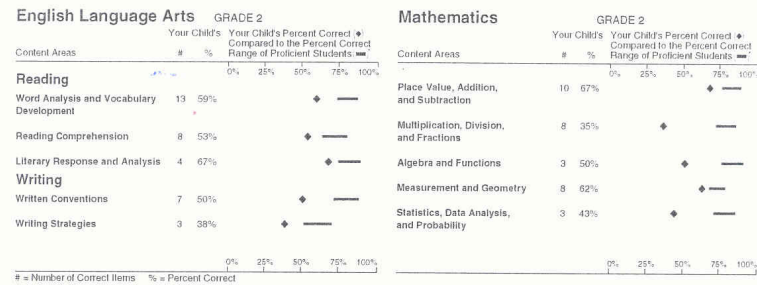 English Language Arts GRADE 2
Your Child's Your Child's Percent Correct (◆)
Compared to the Percent Correct
Content Areas # % Range of Proficient Students
0% 25% 50% 75% 100%
Reading
Word Analysis and Vocabulary 13 59%
Development
Reading Comprehension 8 53%
Literary Response and Analysis 4 67%
Writing
Written Conventions 7 50%
Writing Strategies 3 38%
0% 25% 50% 75% 100%
# = Number of Correct Items % = Percent Correct
Mathematics GRADE 2
Your Child's Your Child's Percent Correct (◆)
Compared to the Percent Correct
Content Areas # % Range of Proficient Students
0% 25% 50% 75% 100%
Place Value, Addition, 10 67%
and Subtraction
Multiplication, Division, 8 35%
and Fractions
Algebra and Functions 3 50%
Measurement and Geometry 8 62%
Statistics, Data Analysis, 3 43%
and Probability
0% 25% 50% 75% 100%